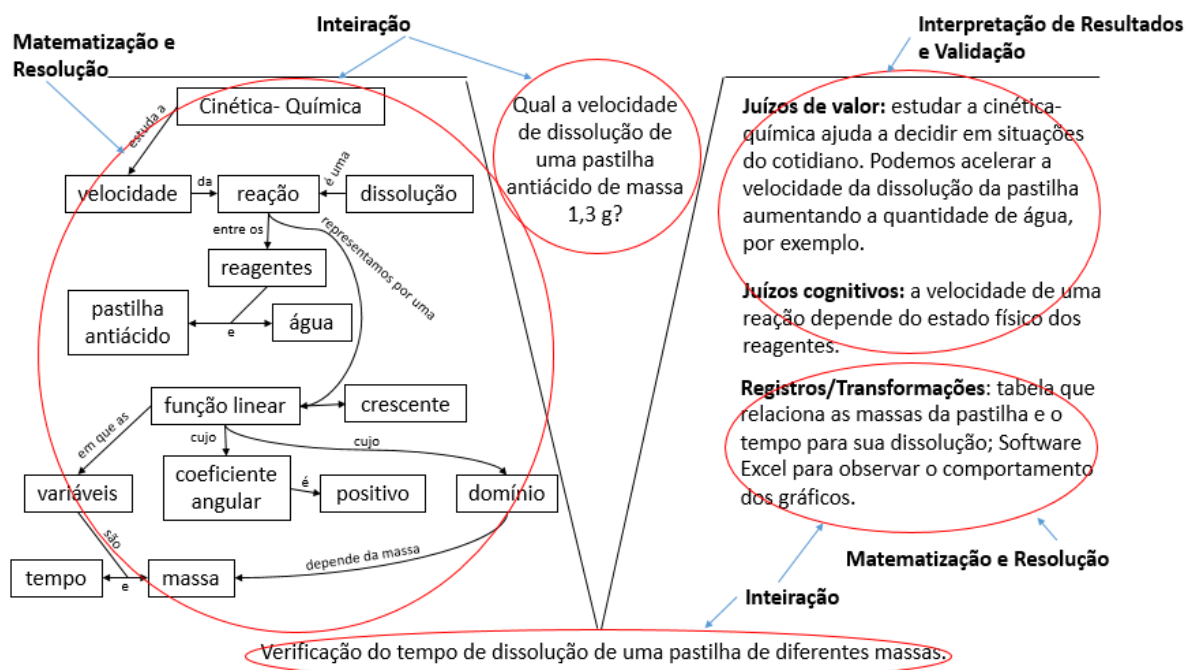 Inteiração
Matematização e
Resolução
Interpretação de Resultados
e Validação
Cinética- Química
estuda a
velocidade
da
reação
é uma
dissolução
entre os
representamos por uma
reagentes
pastilha
antiácido
e
água
função linear
crescente
em que as
cujo
cujo
variáveis
coeficiente
angular
é
positivo
domínio
são
depende da massa
tempo
e
massa
Qual a velocidade
de dissolução de
uma pastilha
antiácido de massa
1,3 g?
Juízos de valor: estudar a cinética-
química ajuda a decidir em situações
do cotidiano. Podemos acelerar a
velocidade da dissolução da pastilha
aumentando a quantidade de água,
por exemplo.
Juízos cognitivos: a velocidade de uma
reação depende do estado físico dos
reagentes.
Registros/Transformações: tabela que
relaciona as massas da pastilha e o
tempo para sua dissolução; Software
Excel para observar o comportamento
dos gráficos.
Matematização e Resolução
Inteiração
Verificação do tempo de dissolução de uma pastilha de diferentes massas.